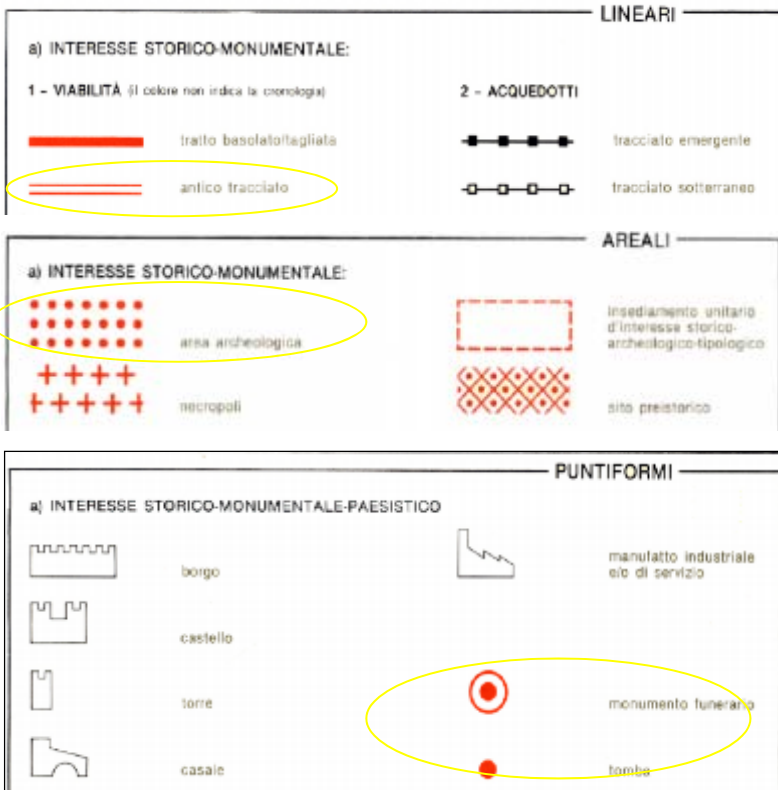 LINEARI
a) INTERESSE STORICO-MONUMENTALE:
1 - VIABILITÀ (il colore non indica la cronologia)
2 - ACQUEDOTTI
tratto basolato/tagliata
tracciato emergente
antico tracciato
tracciato sotterraneo
AREALI
a) INTERESSE STORICO-MONUMENTALE:
area archeologica
Insediamento unitario
d'interesse storico-
archeologico-tipologico
necropoli
sito preistorico
PUNTIFORMI
a) INTERESSE STORICO-MONUMENTALE-PAESISTICO
borgo
manufatto industriale
e/o di servizio
castello
torre
monumento funerario
casale
tomba